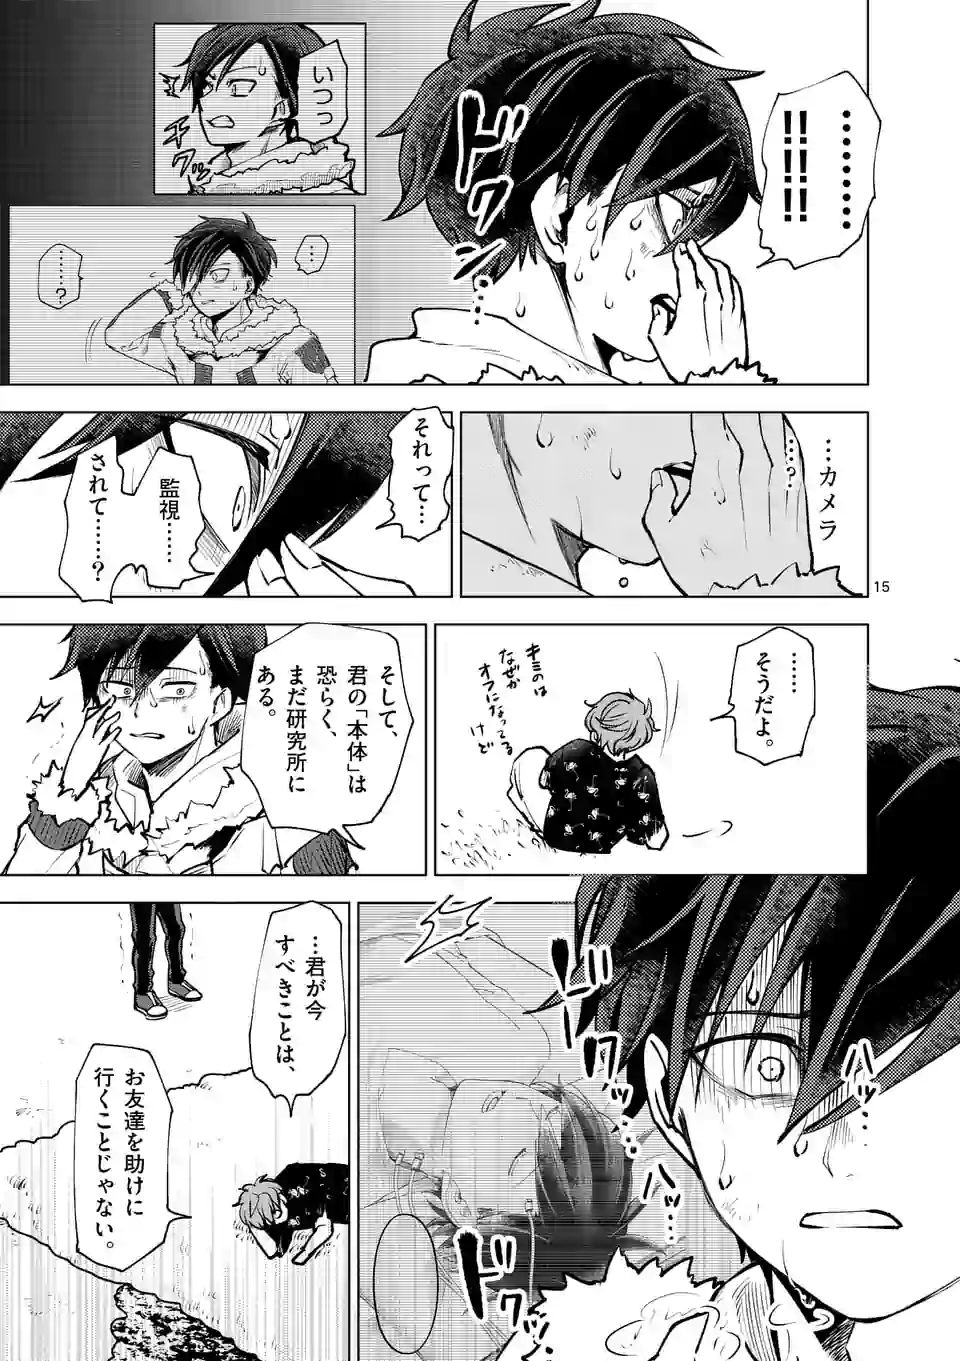 ………
!!!!!!
ドクン…
いつっ
ズキッ
…
……?
…カメラ
…?
それって…
監視……
されて……?
15
……
そうだよ。
キミのは
なぜか
オフになってる
けど
そして、
君の「本体」は
恐らく、
まだ研究所に
ある。
ハッ…
ハッ…
ドクン…
ドクン…
…君が今
すべきことは、
お友達を助けに
行くことじゃない。